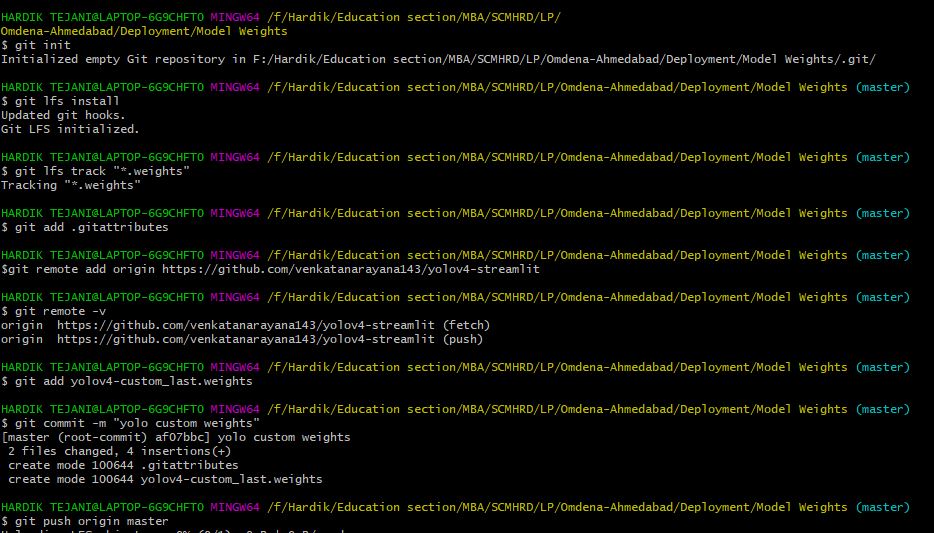 HARDIK TEJANI@LAPTOP-6G9CHFTO MINGW64 /f/Hardik/Education section/MBA/SCMHRD/LP/
Omdena-Ahmedabad/Deployment/Model Weights
$ git init
Initialized empty Git repository in F:/Hardik/Education section/MBA/SCMHRD/LP/Omdena-Ahmedabad/Deployment/Model Weights/.git/
HARDIK TEJANI@LAPTOP-6G9CHFTO MINGW64 /f/Hardik/Education section/MBA/SCMHRD/LP/Omdena-Ahmedabad/Deployment/Model Weights (master)
$ git lfs install
Updated git hooks.
Git LFS initialized.
HARDIK TEJANI@LAPTOP-6G9CHFTO MINGW64 /f/Hardik/Education section/MBA/SCMHRD/LP/Omdena-Ahmedabad/Deployment/Model Weights (master)
$ git lfs track "*.weights"
Tracking "*.weights"
HARDIK TEJANI@LAPTOP-6G9CHFTO MINGW64 /f/Hardik/Education section/MBA/SCMHRD/LP/Omdena-Ahmedabad/Deployment/Model Weights (master)
$ git add .gitattributes
HARDIK TEJANI@LAPTOP-6G9CHFTO MINGW64 /f/Hardik/Education section/MBA/SCMHRD/LP/Omdena-Ahmedabad/Deployment/Model Weights (master)
$git remote add origin https://github.com/venkatanarayana143/yolov4-streamlit
HARDIK TEJANI@LAPTOP-6G9CHFTO MINGW64 /f/Hardik/Education section/MBA/SCMHRD/LP/Omdena-Ahmedabad/Deployment/Model Weights (master)
$ git remote -v
origin  https://github.com/venkatanarayana143/yolov4-streamlit (fetch)
origin  https://github.com/venkatanarayana143/yolov4-streamlit (push)
HARDIK TEJANI@LAPTOP-6G9CHFTO MINGW64 /f/Hardik/Education section/MBA/SCMHRD/LP/Omdena-Ahmedabad/Deployment/Model Weights (master)
$ git add yolov4-custom_last.weights
HARDIK TEJANI@LAPTOP-6G9CHFTO MINGW64 /f/Hardik/Education section/MBA/SCMHRD/LP/Omdena-Ahmedabad/Deployment/Model Weights (master)
$ git commit -m "yolo custom weights"
[master (root-commit) af07bbc] yolo custom weights
 2 files changed, 4 insertions(+)
 create mode 100644 .gitattributes
 create mode 100644 yolov4-custom_last.weights
HARDIK TEJANI@LAPTOP-6G9CHFTO MINGW64 /f/Hardik/Education section/MBA/SCMHRD/LP/Omdena-Ahmedabad/Deployment/Model Weights (master)
$ git push origin master